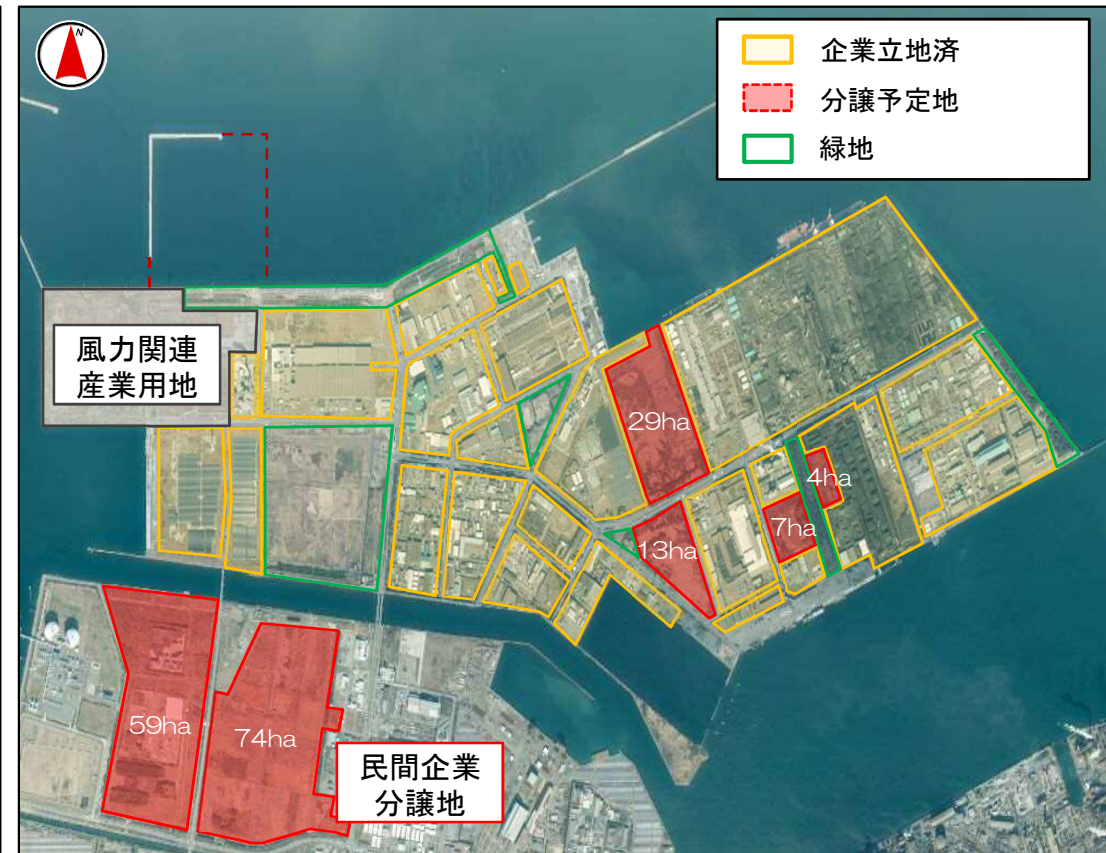 N
企業立地済
分譲予定地
緑地
風力関連
産業用地
29ha
4ha
7ha
13ha
59ha
74ha
民間企業
分譲地